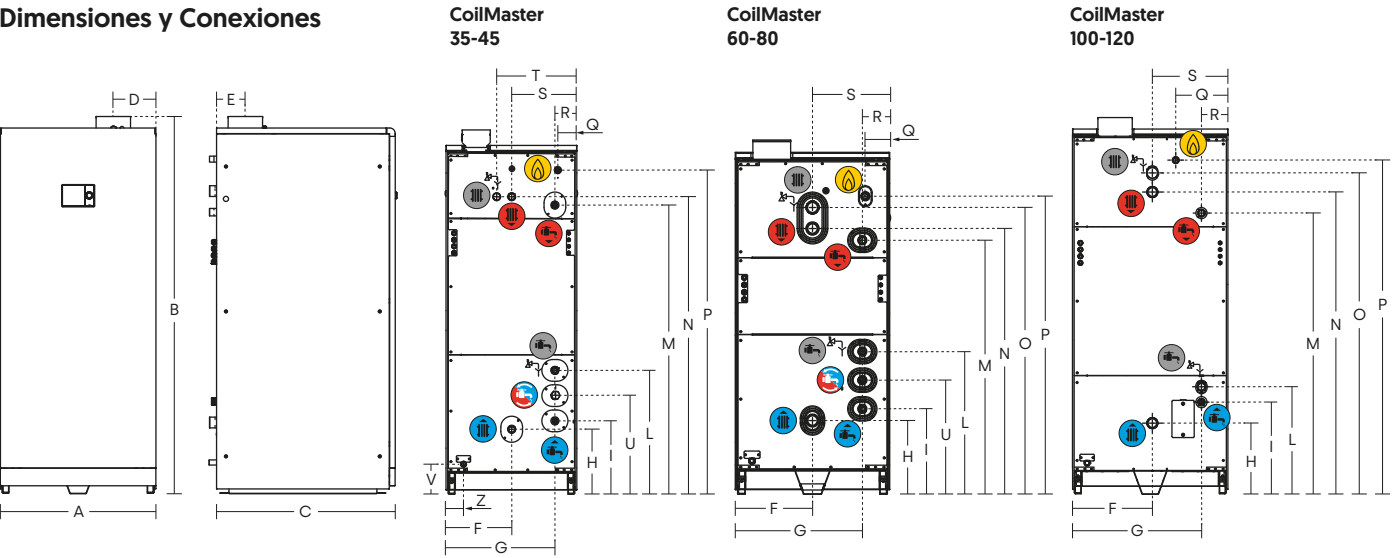 Dimensiones y Conexiones
CoilMaster
35-45
CoilMaster
60-80
CoilMaster
100-120
D
E
B
A
C
T
S
R
Q
P
N
M
L
U
I
H
V
Z
F
G
S
R
Q
P
O
N
M
L
U
I
H
F
G
S
Q
R
P
O
N
M
L
I
H
F
G